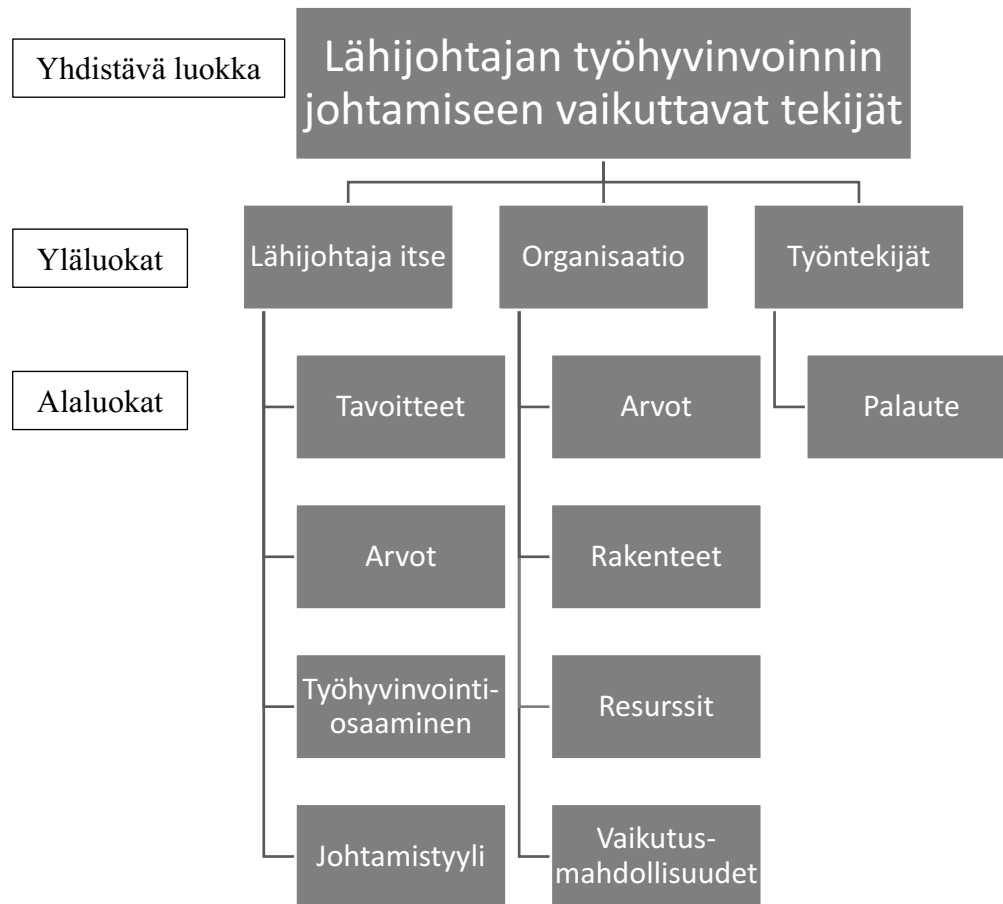 Yhdistävä luokka
Lähijohtajan työhyvinvoinnin
johtamiseen vaikuttavat tekijät
Yläluokat
Lähijohtaja itse
Organisaatio
Työntekijät
Alaluokat
Tavoitteet
Arvot
Palaute
Arvot
Rakenteet
Työhyvinvointi-
osaaminen
Resurssit
Johtamistyyli
Vaikutus-
mahdollisuudet